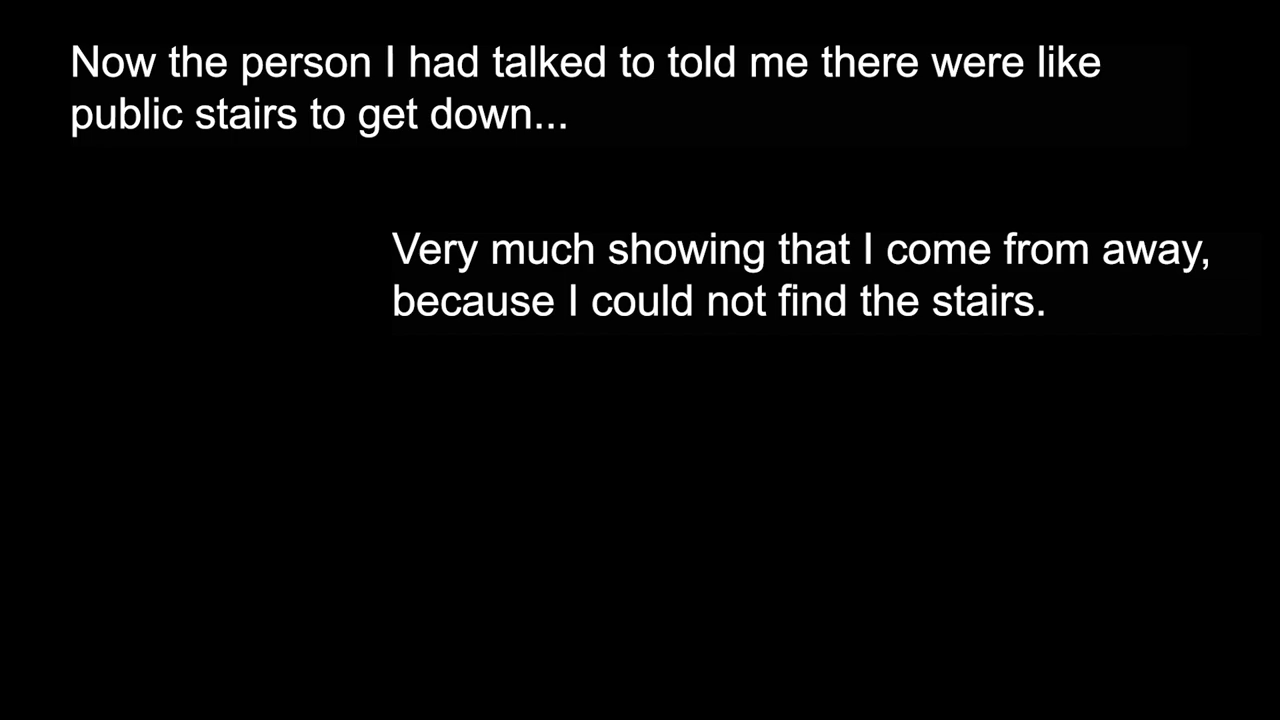 Now the person I had talked to told me there were like
public stairs to get down...
Very much showing that I come from away,
because I could not find the stairs.